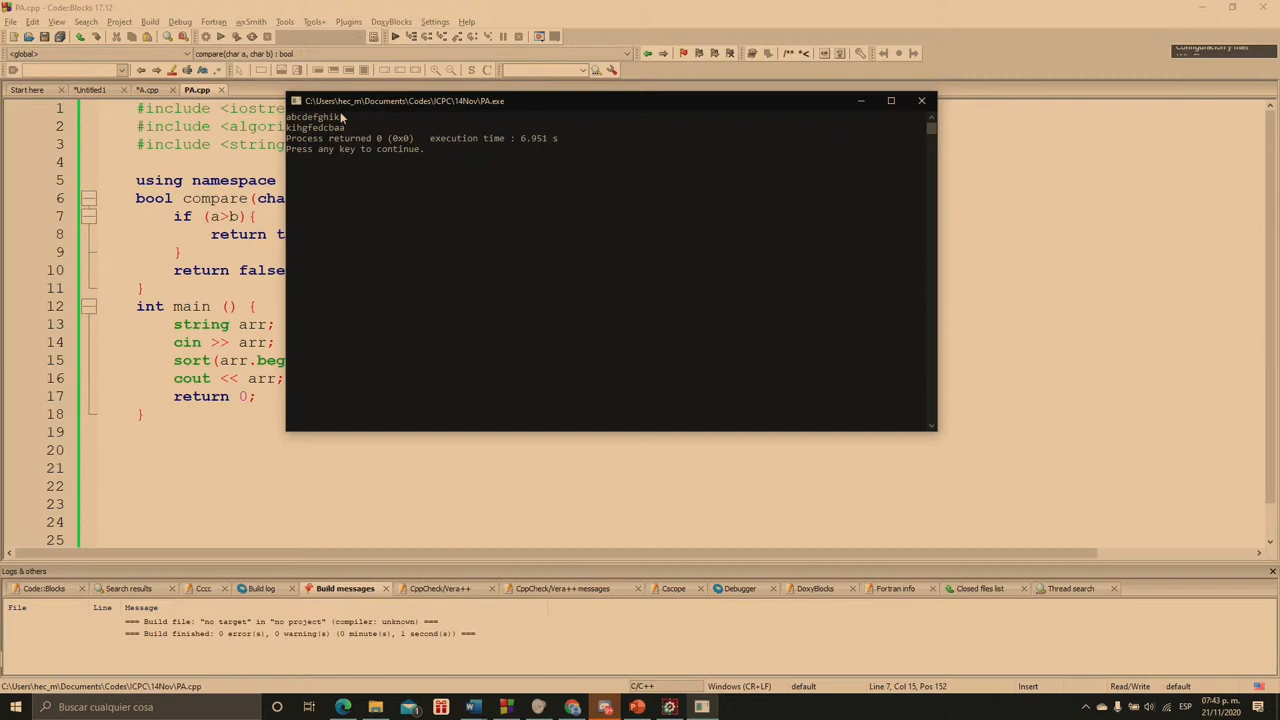 PA.cpp - Code::Blocks 17.12
File Edit View Search Project Build Debug Fortran wxSmith Tools Tools+ Plugins DoxyBlocks Settings Help
<global> compare(char a, char b) : bool
Start here *Untitled1 *A.cpp PA.cpp
C:\Users\hec_m\Documents\Codes\ICPC\14Nov\PA.exe
abcdefghik
kihgfedcbaa
Process returned 0 (0x0) execution time : 6.951 s
Press any key to continue.
1 #include <iostre
2 #include <algori
3 #include <string
4
5 using namespace
6 bool compare(cha
7 if (a>b){
8 return t
9 }
10 return false
11 }
12 int main () {
13 string arr;
14 cin >> arr;
15 sort(arr.beg
16 cout << arr;
17 return 0;
18 }
19
20
21
22
23
24
25
Logs & others
Code::Blocks Search results Cccc Build log Build messages CppCheck/Vera++ CppCheck/Vera++ messages Cscope Debugger DoxyBlocks Fortran info Closed files list Thread search
File Line Message
=== Build file: "no target" in "no project" (compiler: unknown) ===
=== Build finished: 0 error(s), 0 warning(s) (0 minute(s), 1 second(s)) ===
C:\Users\hec_m\Documents\Codes\ICPC\14Nov\PA.cpp C/C++ Windows (CR+LF) default Line 7, Col 15, Pos 152 Insert Read/Write default
Buscar cualquier cosa
ESP
07:43 p. m.
21/11/2020